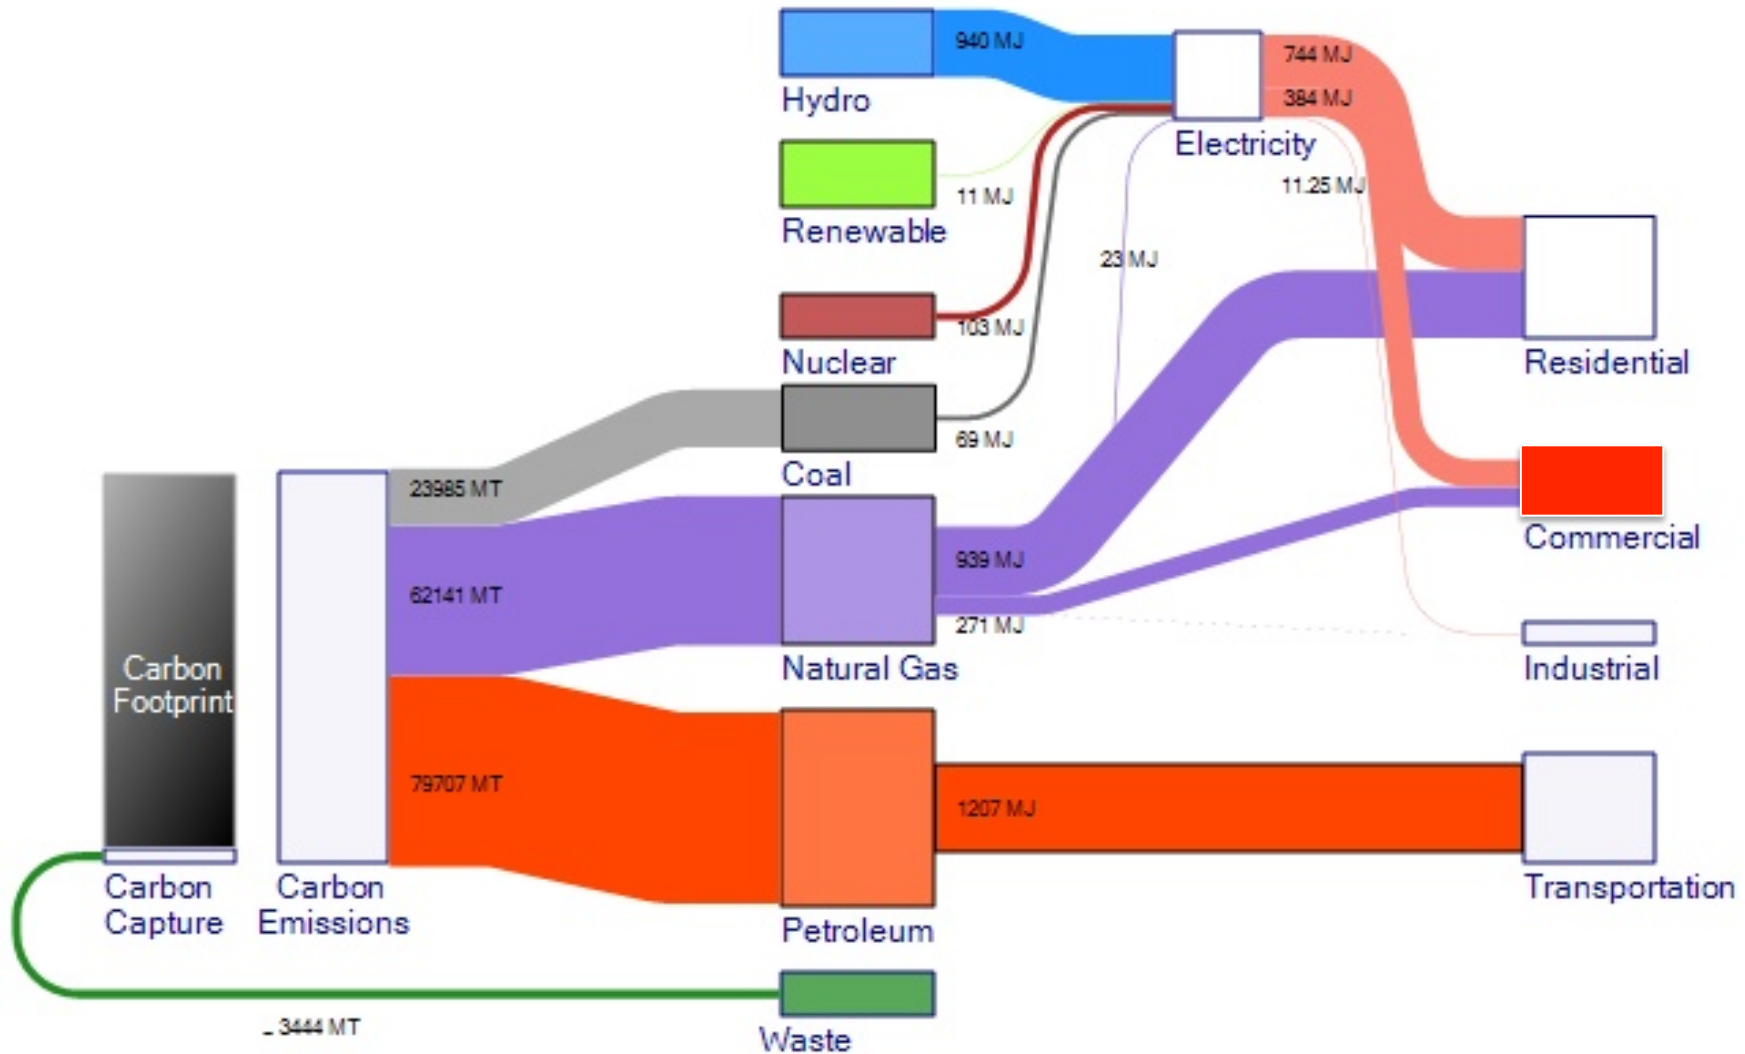 940 MJ
Hydro
744 MJ
384 MJ
Electricity
11 MJ
11.25 MJ
Renewable
23 MJ
103 MJ
Nuclear
Residential
69 MJ
Coal
23985 MT
Commercial
939 MJ
62141 MT
271 MJ
Natural Gas
Industrial
Carbon
Footprint
79707 MT
1207 MJ
Carbon
Capture
Carbon
Emissions
Transportation
Petroleum
- 3444 MT
Waste